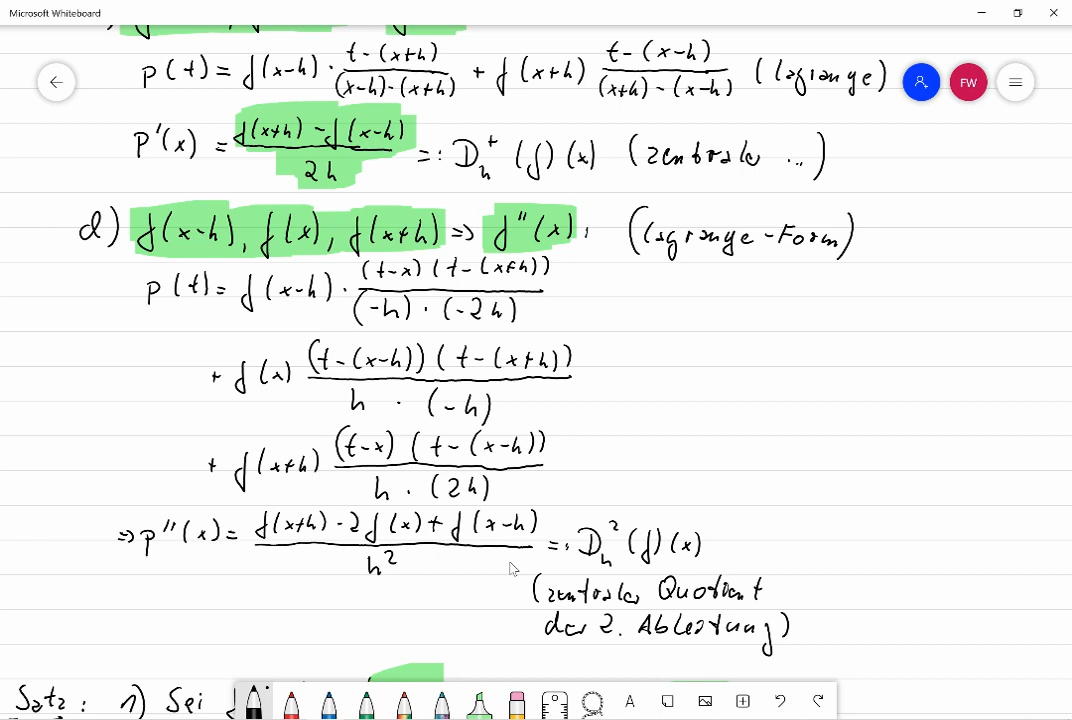 Microsoft Whiteboard
p(t) = f(x-h) · (t-(x+h))/((x-h)-(x+h)) + f(x+h) (t-(x-h))/((x+h)-(x-h)) (Lagrange)
FW
p'(x) = (f(x+h) - f(x-h))/(2h) =: D_h^+ (f)(x) (zentraler ...)
d) f(x-h), f(x), f(x+h) => f''(x): (Lagrange-Form)
p(t) = f(x-h) · ((t-x)(t-(x+h)))/((-h)·(-2h))
+ f(x) ((t-(x-h))(t-(x+h)))/(h · (-h))
+ f(x+h) ((t-x)(t-(x-h)))/(h · (2h))
=> p''(x) = (f(x+h) - 2f(x) + f(x-h))/h² =: D_h^2 (f)(x)
(zentraler Quotient
der 2. Ableitung)
Satz: 1) Sei
A